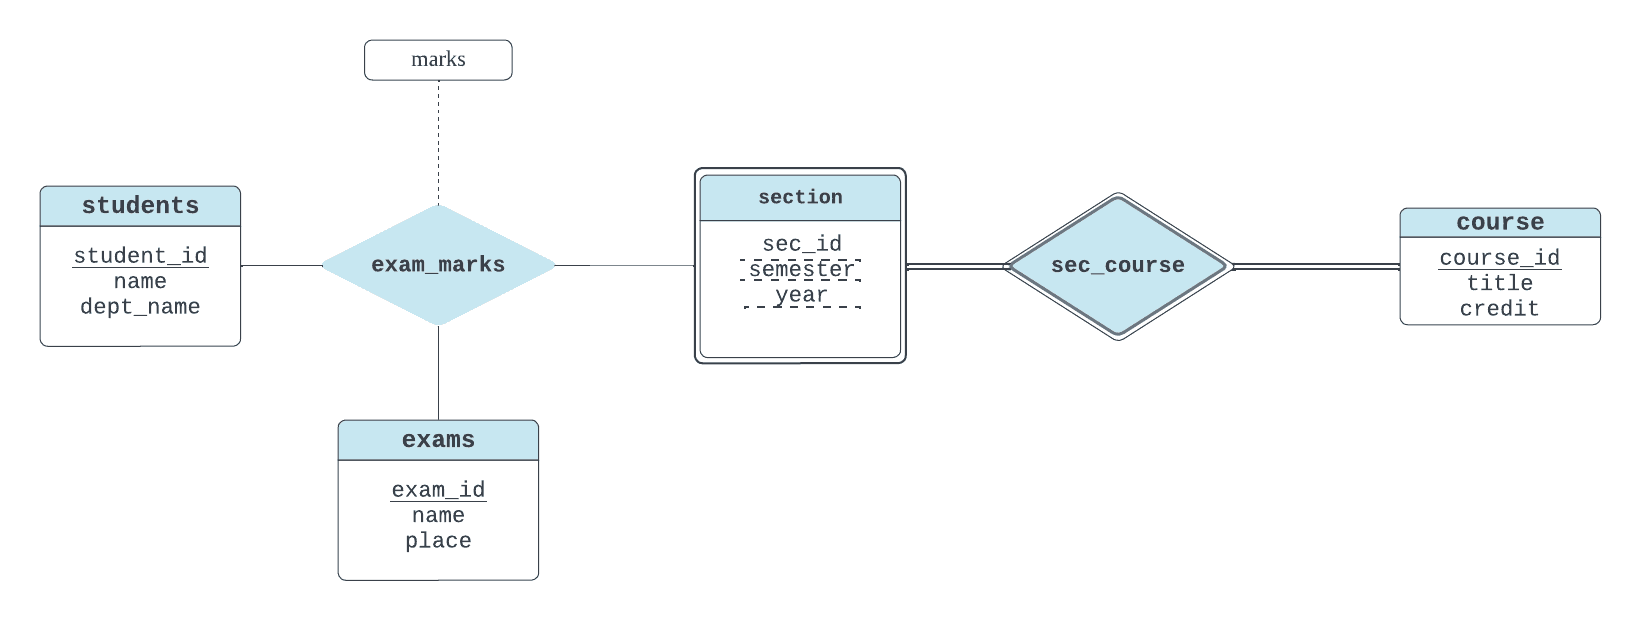 marks
students
student_id
name
dept_name
exam_marks
section
sec_id
semester
year
sec_course
course
course_id
title
credit
exams
exam_id
name
place